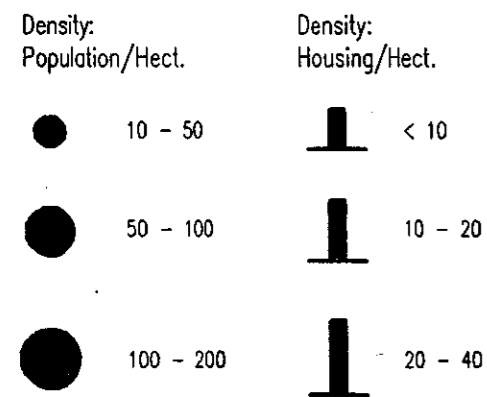 Density:
Population/Hect.
10 - 50
50 - 100
100 - 200
Density:
Housing/Hect.
< 10
10 - 20
20 - 40